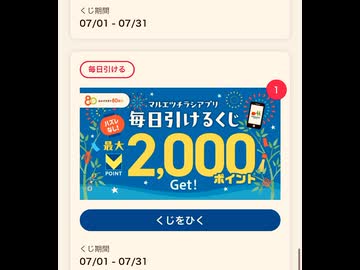 くじ期間
07/01 - 07/31
毎日引ける
1
マルエツチラシアプリ
毎日引けるくじ
ハズレ
なし!
最大
2,000
ポイント
POINT
Get!
くじをひく
くじ期間
07/01 - 07/31